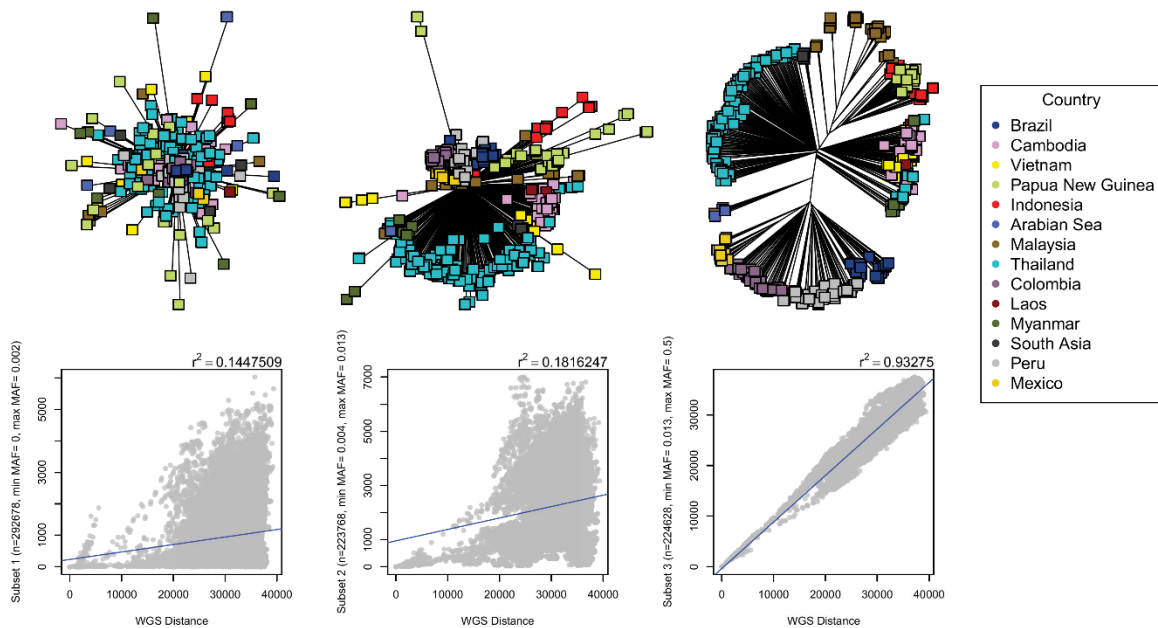 Country
Brazil
Cambodia
Vietnam
Papua New Guinea
Indonesia
Arabian Sea
Malaysia
Thailand
Colombia
Laos
Myanmar
South Asia
Peru
Mexico
r² = 0.1447509
Subset 1 (n=292678, min MAF= 0, max MAF= 0.002)
5000
3000
1000
0
0 10000 20000 30000 40000
WGS Distance
r² = 0.1816247
Subset 2 (n=223768, min MAF= 0.004, max MAF= 0.013)
7000
5000
3000
1000
0
0 10000 20000 30000 40000
WGS Distance
r² = 0.93275
Subset 3 (n=224628, min MAF= 0.013, max MAF= 0.5)
30000
20000
10000
0
0 10000 20000 30000 40000
WGS Distance